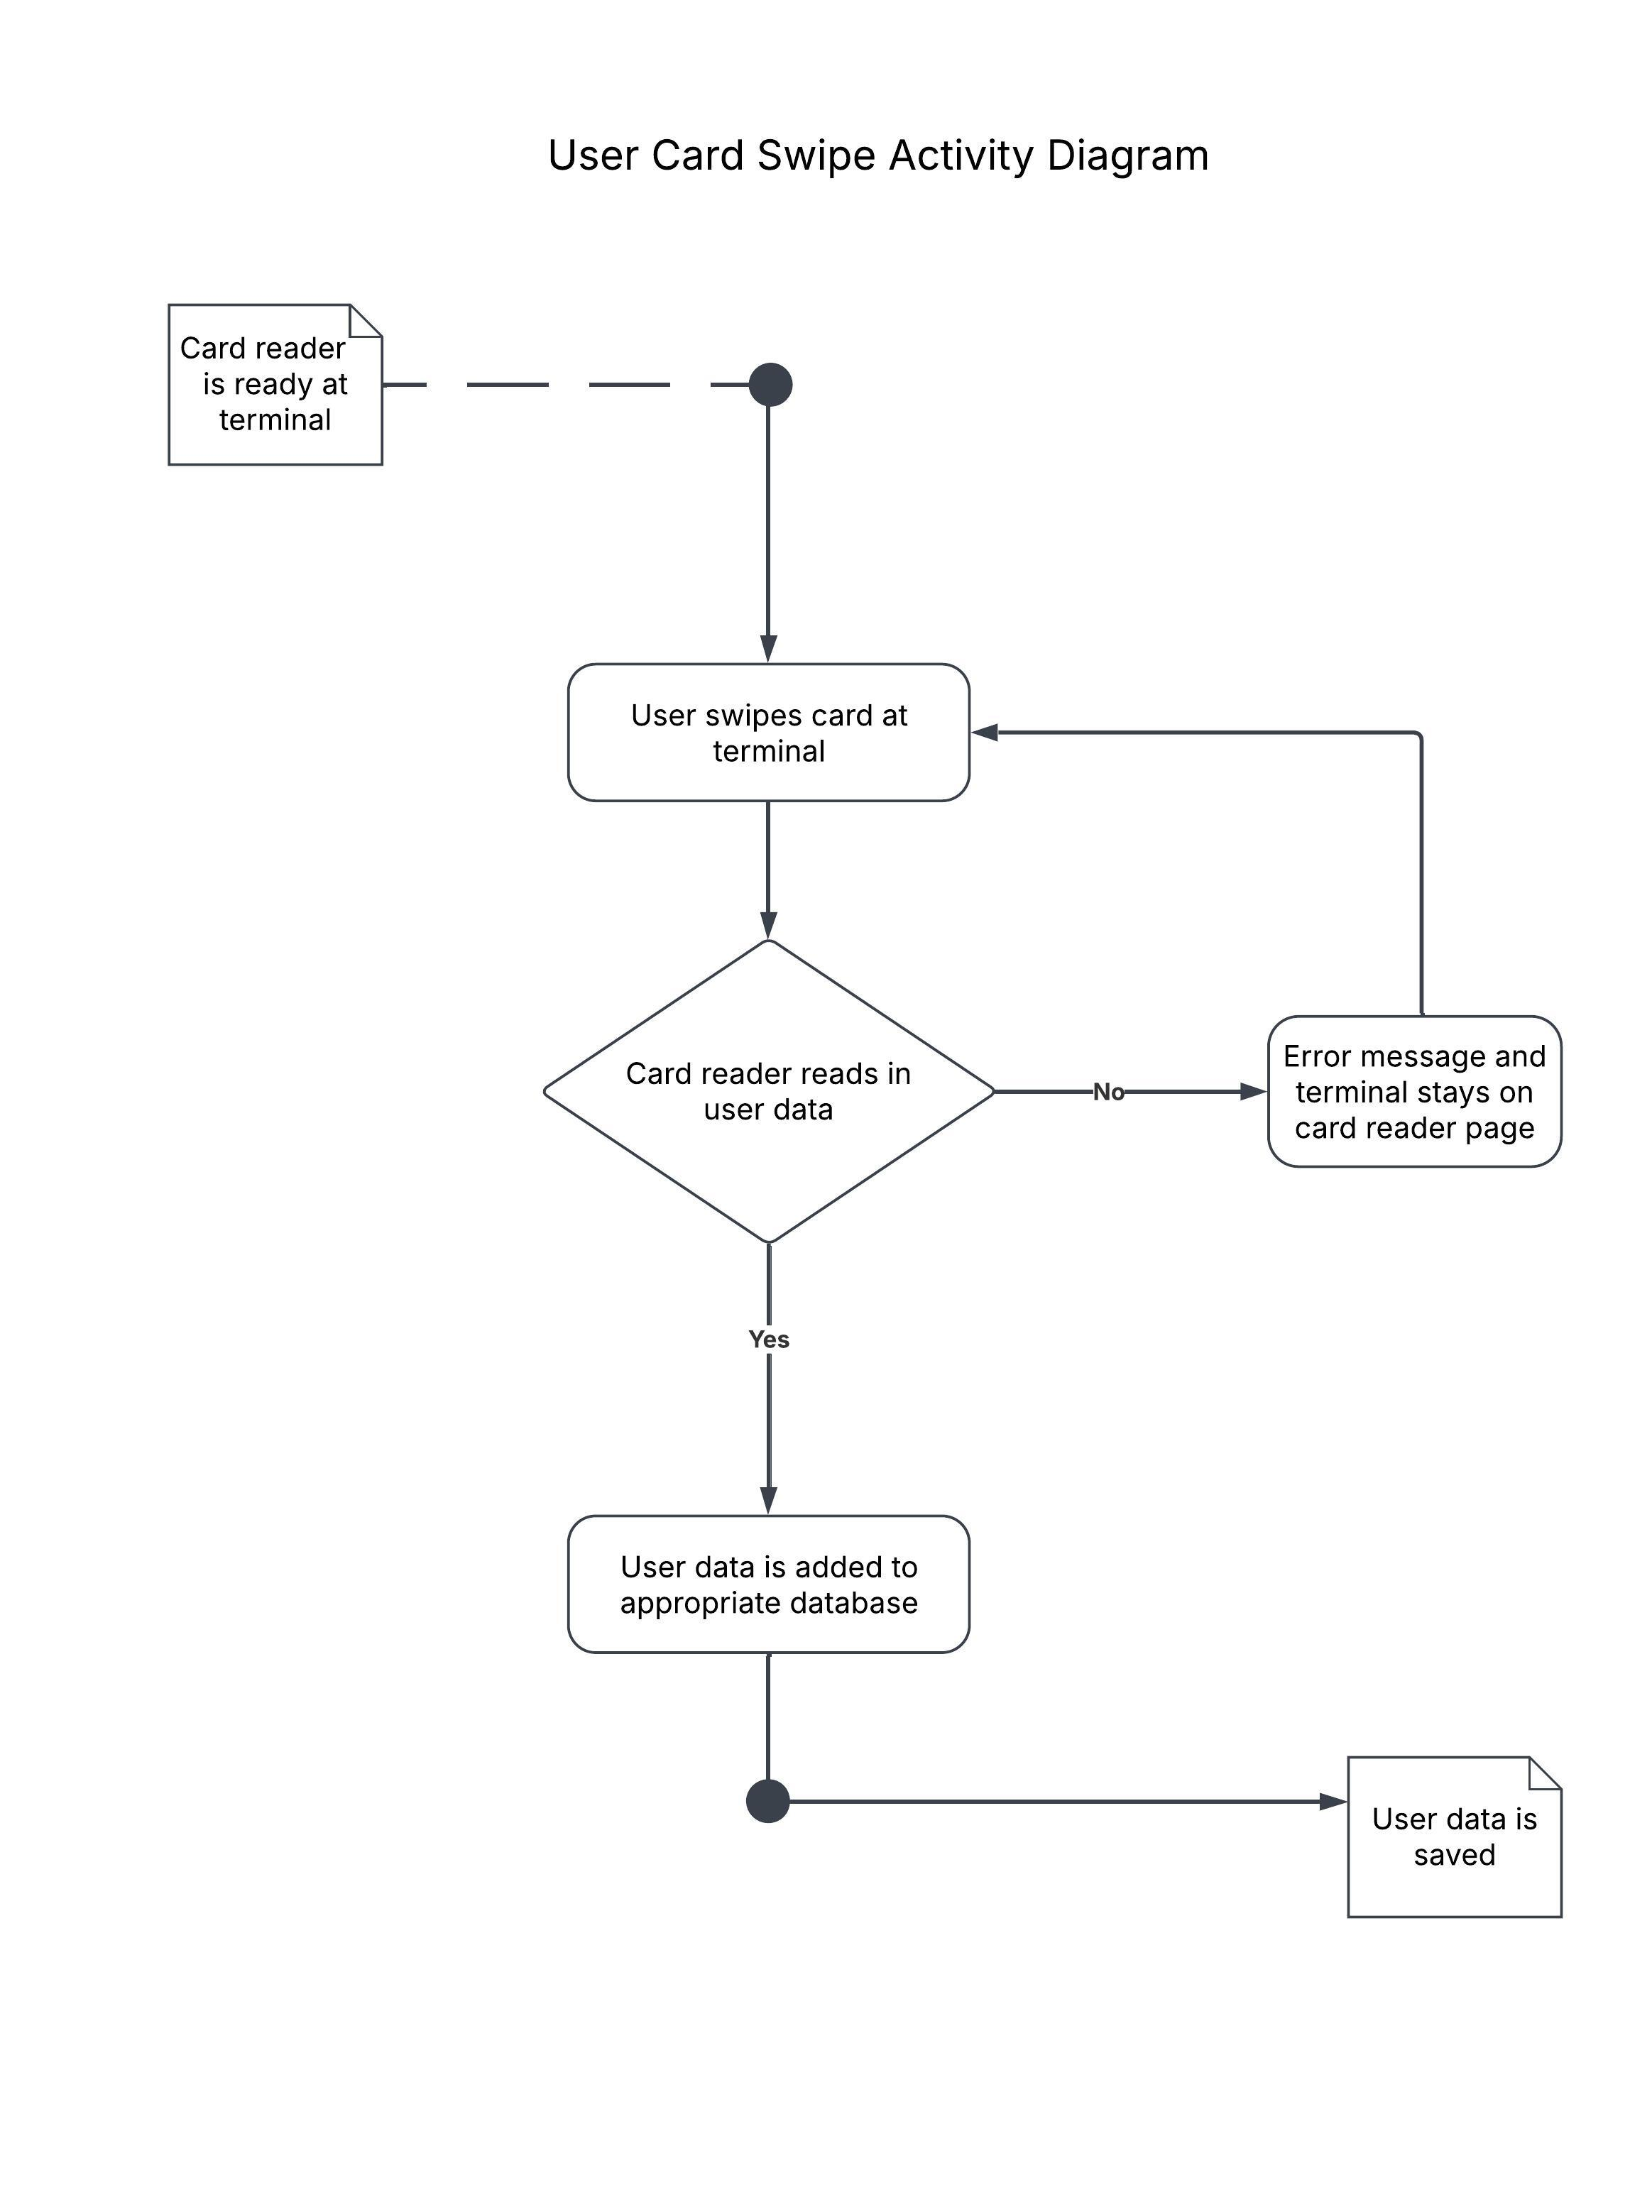 User Card Swipe Activity Diagram
Card reader
is ready at
terminal
User swipes card at
terminal
Card reader reads in
user data
No
Error message and
terminal stays on
card reader page
Yes
User data is added to
appropriate database
User data is
saved